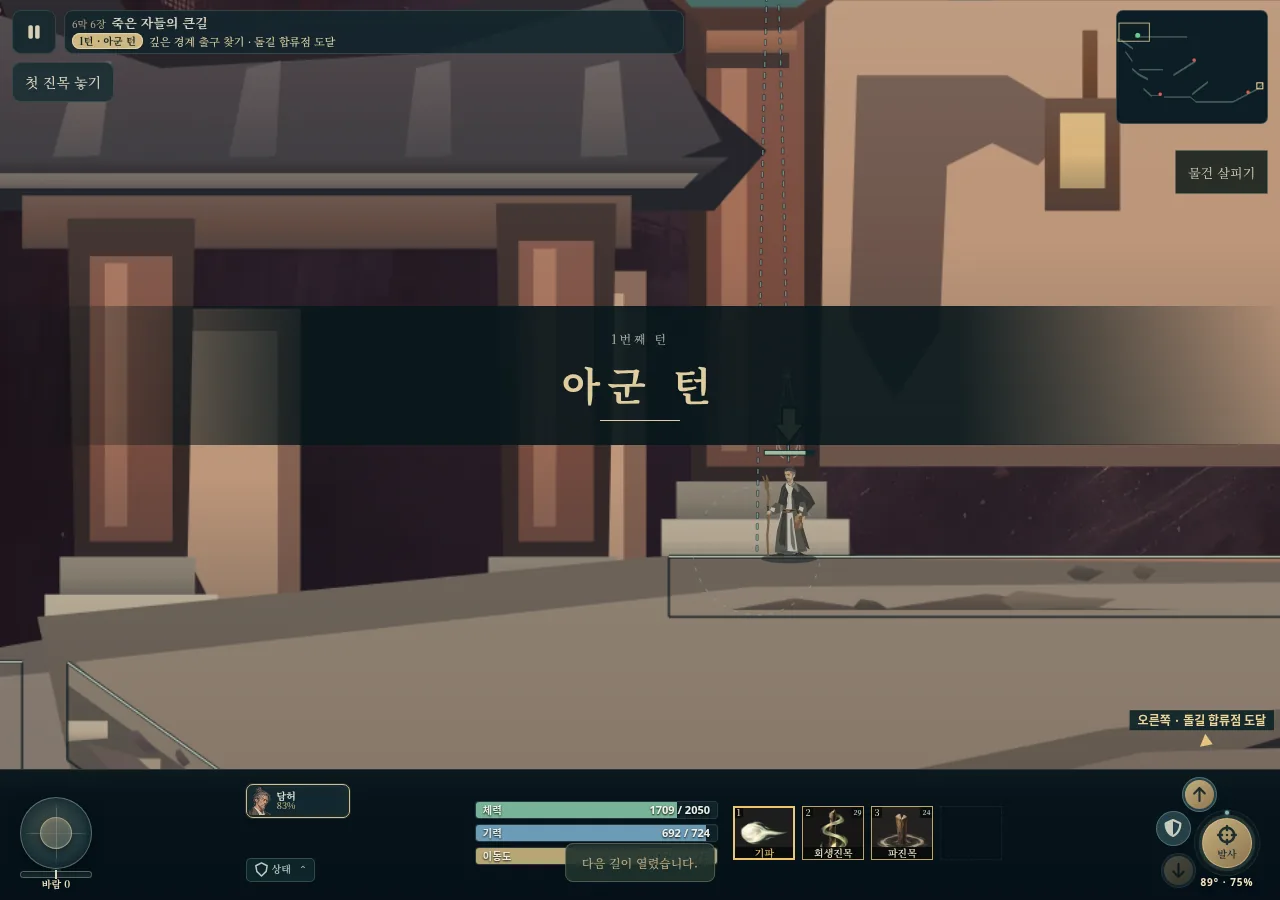 6막 6장 죽은 자들의 큰길
1턴 · 아군 턴 깊은 경계 출구 찾기 · 돌길 합류점 도달
첫 진목 놓기
물건 살피기
1번째 턴
아군 턴
오른쪽 · 돌길 합류점 도달
담허
83%
체력 1709 / 2050
기력 692 / 724
이동도
다음 길이 열렸습니다.
상태
바람 0
1 기파
2 29 회생진목
3 24 파진목
발사
89° · 75%